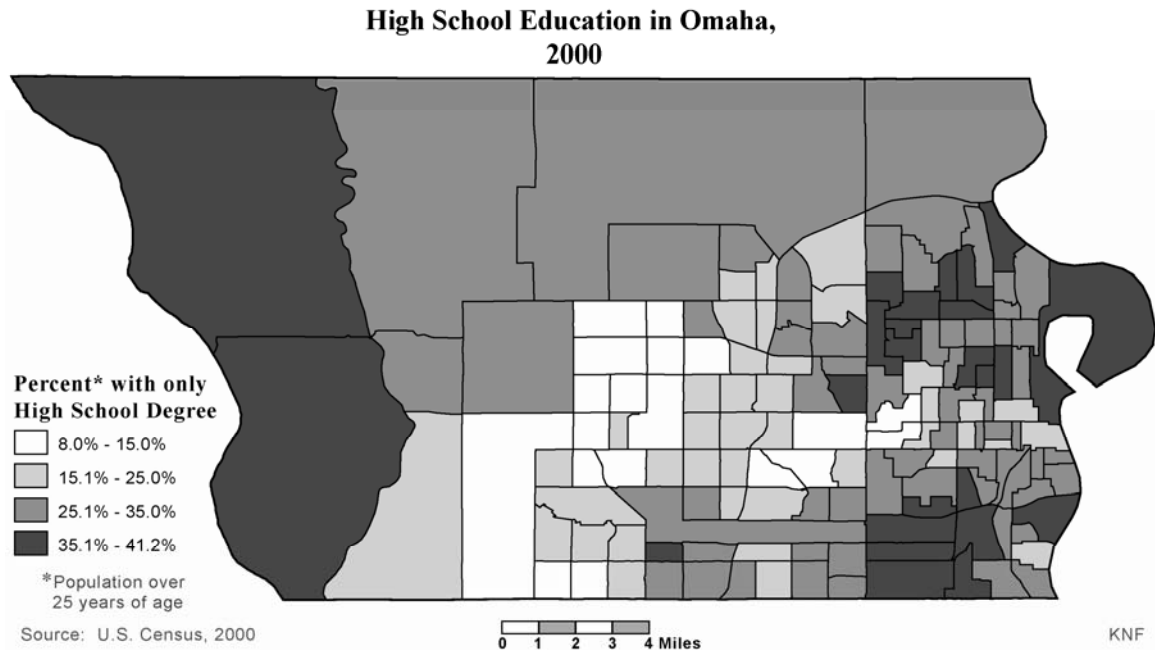 High School Education in Omaha,
2000
Percent* with only
High School Degree
8.0% - 15.0%
15.1% - 25.0%
25.1% - 35.0%
35.1% - 41.2%
*Population over
25 years of age
Source: U.S. Census, 2000
0 1 2 3 4 Miles
KNF